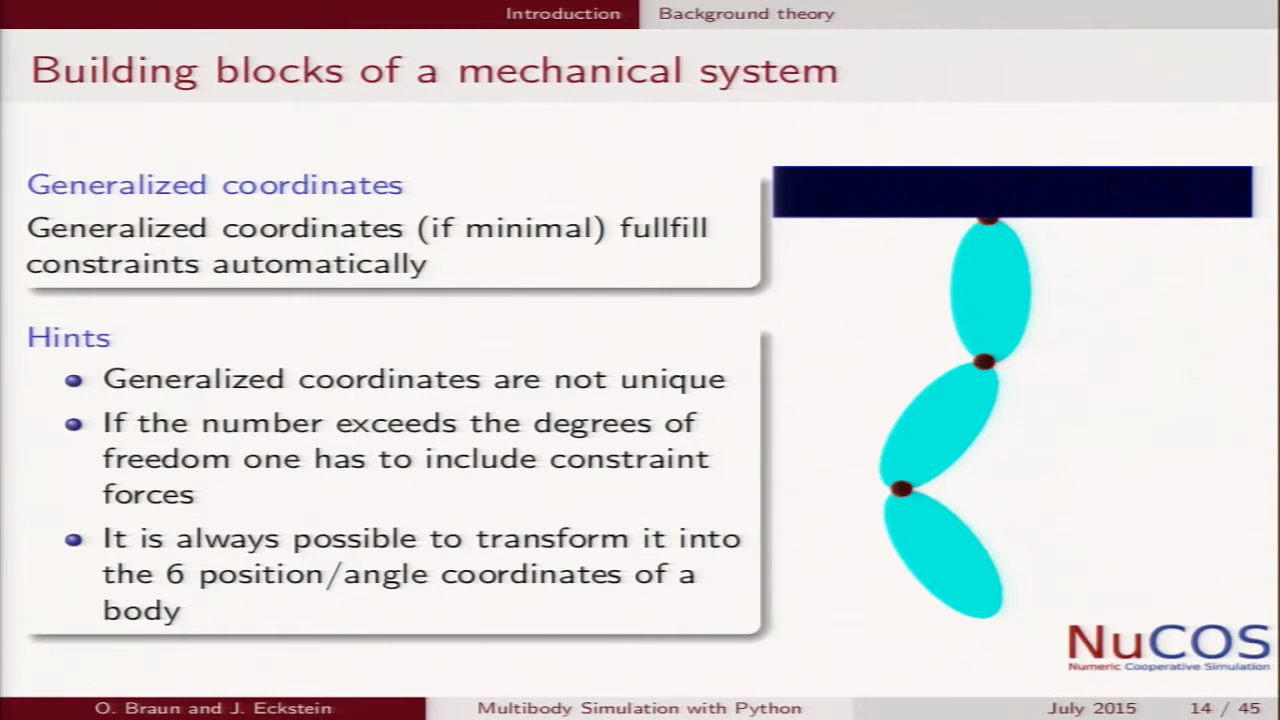 Introduction Background theory
Building blocks of a mechanical system
Generalized coordinates
Generalized coordinates (if minimal) fullfill
constraints automatically
Hints
Generalized coordinates are not unique
If the number exceeds the degrees of
freedom one has to include constraint
forces
It is always possible to transform it into
the 6 position/angle coordinates of a
body
NuCOS
Numeric Cooperative Simulation
O. Braun and J. Eckstein Multibody Simulation with Python July 2015 14 / 45